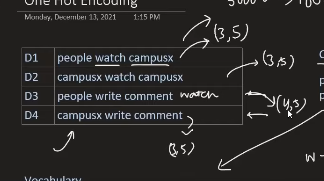 One Hot Encoding
Monday, December 13, 2021 1:15 PM
(3,5)
D1 people watch campusx
D2 campusx watch campusx
(3,5)
D3 people write comment watch
(4,5)
D4 campusx write comment
(3,5)
Vocabulary